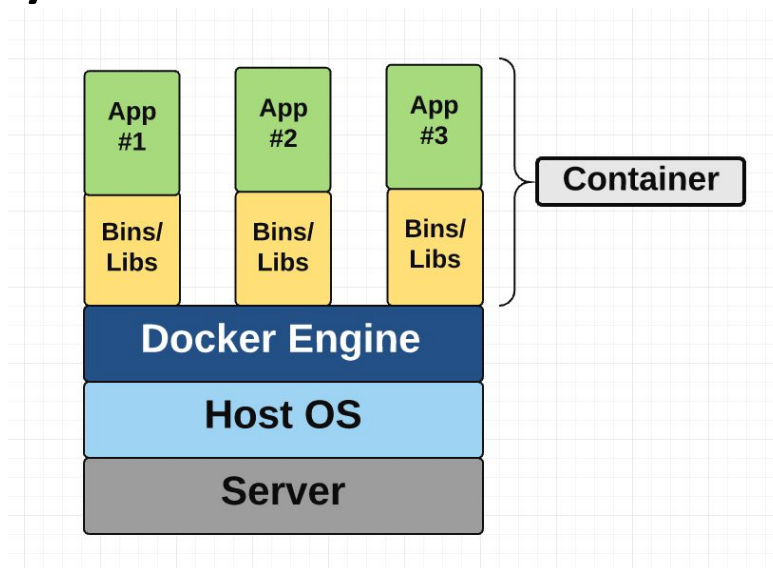 App
#1
App
#2
App
#3
Container
Bins/
Libs
Bins/
Libs
Bins/
Libs
Docker Engine
Host OS
Server